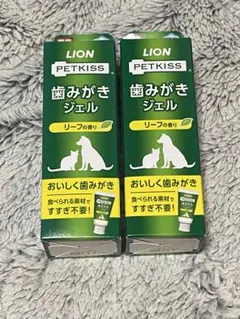 LION
PETKISS
歯みがき
ジェル
リーフの香り
おいしく歯みがき
食べられる素材で
すすぎ不要!
LION
PETKISS
歯みがき
ジェル
リーフの香り
おいしく歯みがき
食べられる素材で
すすぎ不要!